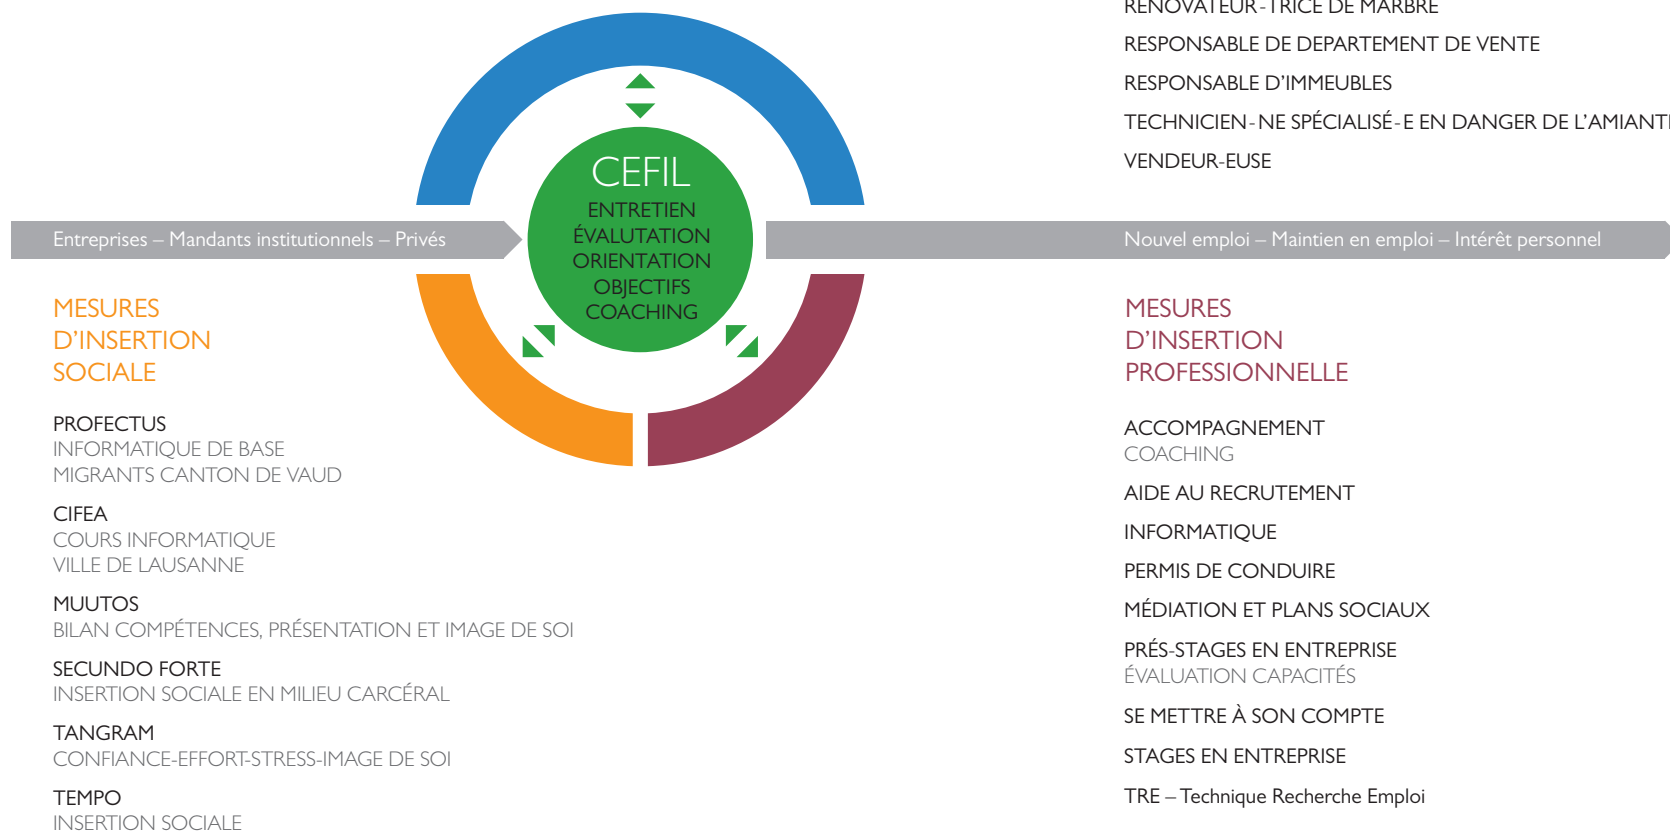 RENOVATEUR-TRICE DE MARBRE
RESPONSABLE DE DEPARTEMENT DE VENTE
RESPONSABLE D’IMMEUBLES
TECHNICIEN-NE SPÉCIALISÉ-E EN DANGER DE L’AMIANTE
VENDEUR-EUSE
CEFIL
ENTRETIEN
ÉVALUTATION
ORIENTATION
OBJECTIFS
COACHING
Entreprises – Mandants institutionnels – Privés
Nouvel emploi – Maintien en emploi – Intérêt personnel
MESURES
D’INSERTION
SOCIALE
PROFECTUS
INFORMATIQUE DE BASE
MIGRANTS CANTON DE VAUD
CIFEA
COURS INFORMATIQUE
VILLE DE LAUSANNE
MUUTOS
BILAN COMPÉTENCES, PRÉSENTATION ET IMAGE DE SOI
SECUNDO FORTE
INSERTION SOCIALE EN MILIEU CARCÉRAL
TANGRAM
CONFIANCE-EFFORT-STRESS-IMAGE DE SOI
TEMPO
INSERTION SOCIALE
MESURES
D’INSERTION
PROFESSIONNELLE
ACCOMPAGNEMENT
COACHING
AIDE AU RECRUTEMENT
INFORMATIQUE
PERMIS DE CONDUIRE
MÉDIATION ET PLANS SOCIAUX
PRÉS-STAGES EN ENTREPRISE
ÉVALUATION CAPACITÉS
SE METTRE À SON COMPTE
STAGES EN ENTREPRISE
TRE – Technique Recherche Emploi